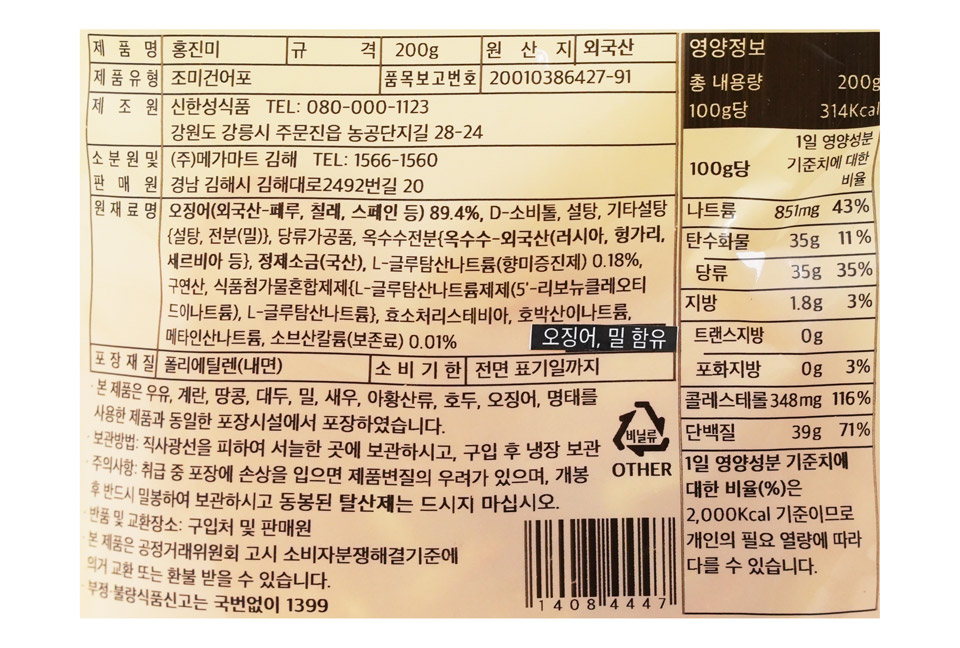 제 품 명 홍진미 규 격 200g 원 산 지 외국산
제품유형 조미건어포 품목보고번호 20010386427-91
제 조 원 신한성식품 TEL: 080-000-1123
강원도 강릉시 주문진읍 농공단지길 28-24
소분원및 (주)메가마트 김해 TEL: 1566-1560
판 매 원 경남 김해시 김해대로2492번길 20
원재료명 오징어(외국산-페루, 칠레, 스페인 등) 89.4%, D-소비톨, 설탕, 기타설탕
{설탕, 전분(밀)}, 당류가공품, 옥수수전분{옥수수-외국산(러시아, 헝가리,
세르비아 등}, 정제소금(국산), L-글루탐산나트륨(향미증진제) 0.18%,
구연산, 식품첨가물혼합제제{L-글루탐산나트륨제제(5'-리보뉴클레오티
드이나트륨), L-글루탐산나트륨}, 효소처리스테비아, 호박산이나트륨,
메타인산나트륨, 소브산칼륨(보존료) 0.01%
오징어, 밀 함유
포장재질 폴리에틸렌(내면) 소비기한 전면 표기일까지
· 본 제품은 우유, 계란, 땅콩, 대두, 밀, 새우, 아황산류, 호두, 오징어, 명태를
사용한 제품과 동일한 포장시설에서 포장하였습니다.
· 보관방법: 직사광선을 피하여 서늘한 곳에 보관하시고, 구입 후 냉장 보관
· 주의사항: 취급 중 포장에 손상을 입으면 제품변질의 우려가 있으며, 개봉
후 반드시 밀봉하여 보관하시고 동봉된 탈산제는 드시지 마십시오.
· 반품 및 교환장소: 구입처 및 판매원
· 본 제품은 공정거래위원회 고시 소비자분쟁해결기준에
의거 교환 또는 환불 받을 수 있습니다.
· 부정·불량식품신고는 국번없이 1399
비닐류
OTHER
1408 4447
영양정보
총 내용량 200g
100g당 314Kcal
100g당 1일 영양성분
기준치에 대한
비율
나트륨 851mg 43%
탄수화물 35g 11%
당류 35g 35%
지방 1.8g 3%
트랜스지방 0g
포화지방 0g 3%
콜레스테롤 348mg 116%
단백질 39g 71%
1일 영양성분 기준치에
대한 비율(%)은
2,000Kcal 기준이므로
개인의 필요 열량에 따라
다를 수 있습니다.